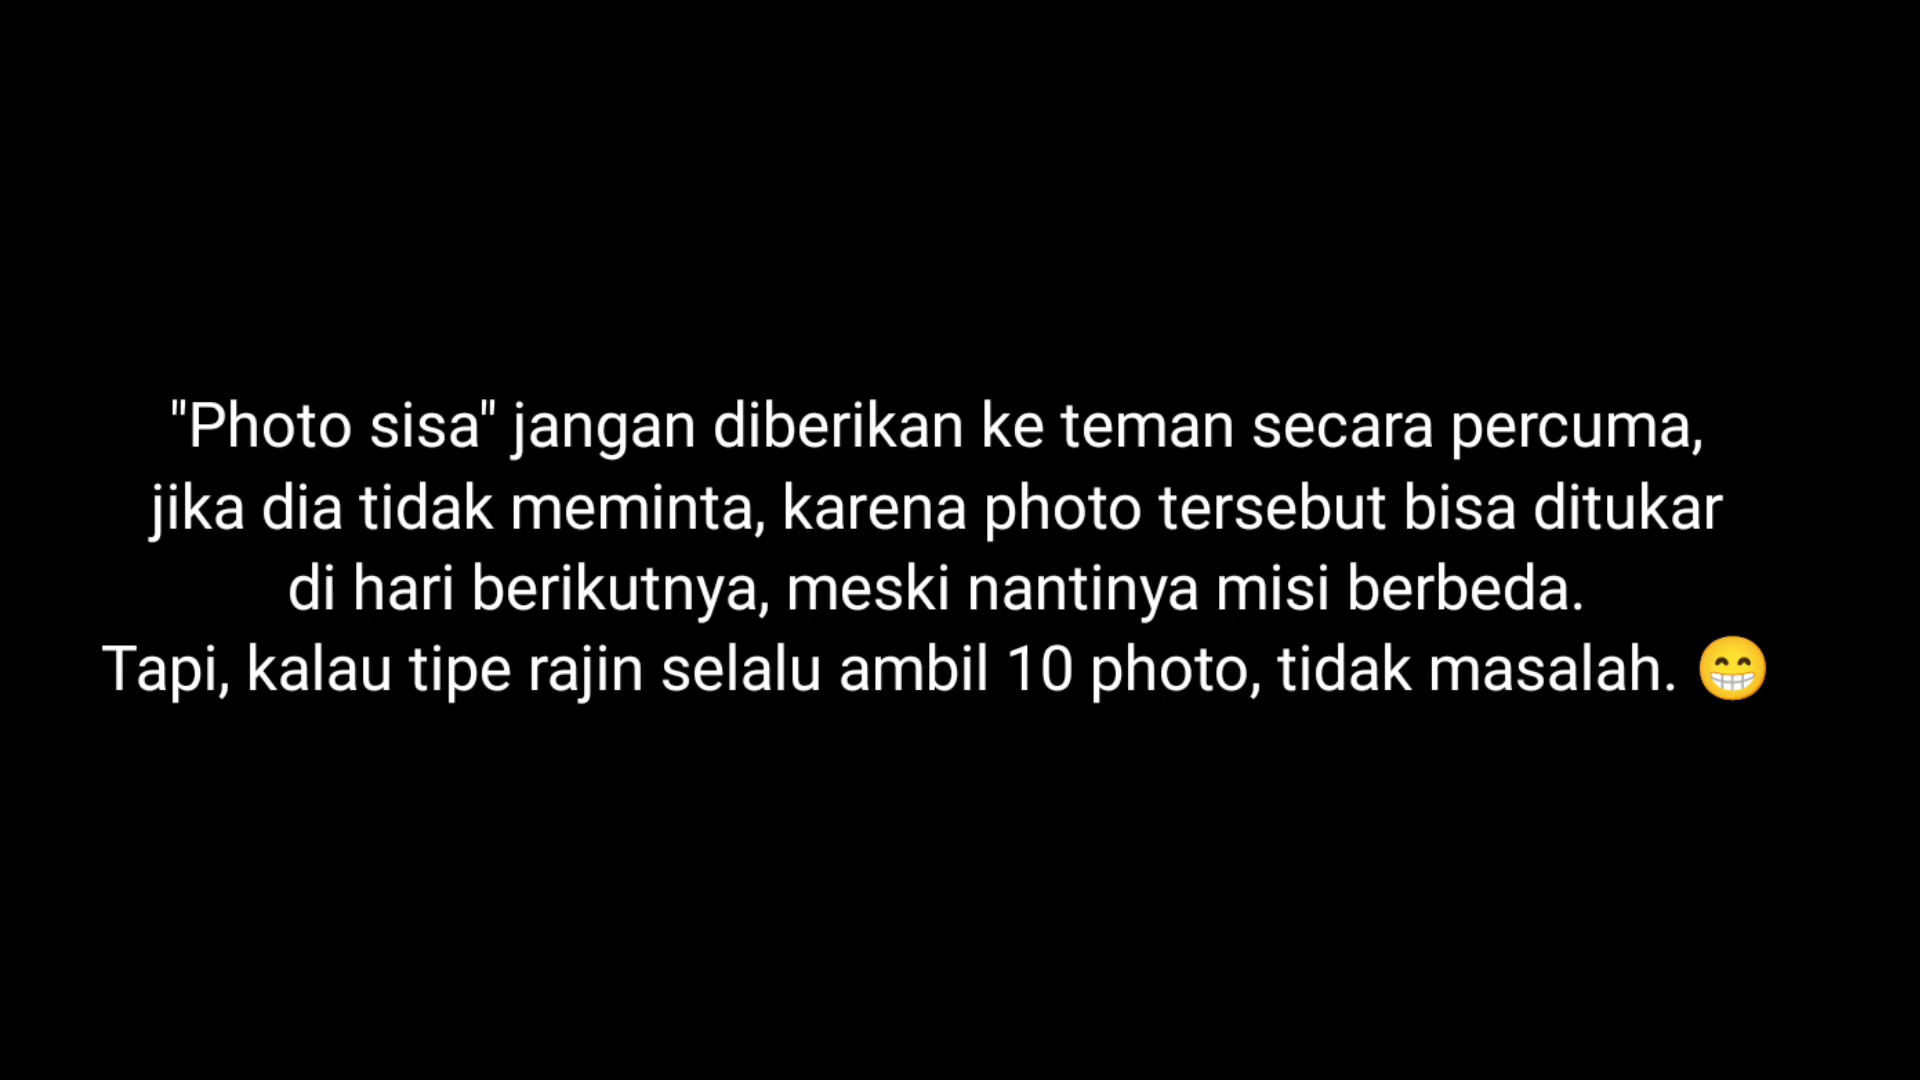 "Photo sisa" jangan diberikan ke teman secara percuma,
jika dia tidak meminta, karena photo tersebut bisa ditukar
di hari berikutnya, meski nantinya misi berbeda.
Tapi, kalau tipe rajin selalu ambil 10 photo, tidak masalah. 😁